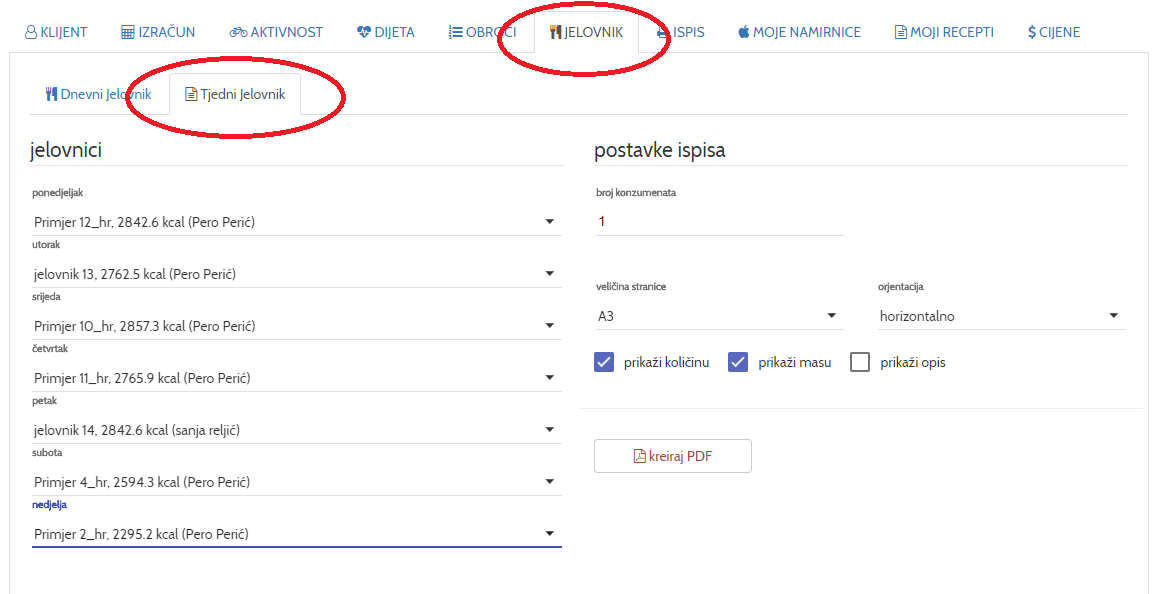 KLIJENT IZRAČUN AKTIVNOST DIJETA OBROCI JELOVNIK ISPIS MOJE NAMIRNICE MOJI RECEPTI $ CIJENE
Dnevni Jelovnik Tjedni Jelovnik
jelovnici
ponedjeljak
Primjer 12_hr, 2842.6 kcal (Pero Perić)
utorak
jelovnik 13, 2762.5 kcal (Pero Perić)
srijeda
Primjer 10_hr, 2857.3 kcal (Pero Perić)
četvrtak
Primjer 11_hr, 2765.9 kcal (Pero Perić)
petak
jelovnik 14, 2842.6 kcal (sanja reljić)
subota
Primjer 4_hr, 2594.3 kcal (Pero Perić)
nedjelja
Primjer 2_hr, 2295.2 kcal (Pero Perić)
postavke ispisa
broj konzumenata
1
veličina stranice orjentacija
A3 horizontalno
prikaži količinu prikaži masu prikaži opis
kreiraj PDF